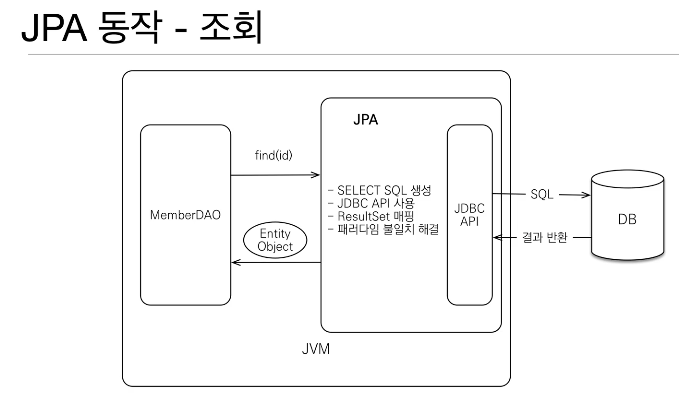 JPA 동작 - 조회
JPA
find(id)
- SELECT SQL 생성
- JDBC API 사용
- ResultSet 매핑
- 패러다임 불일치 해결
MemberDAO
Entity
Object
JDBC
API
SQL
결과 반환
DB
JVM